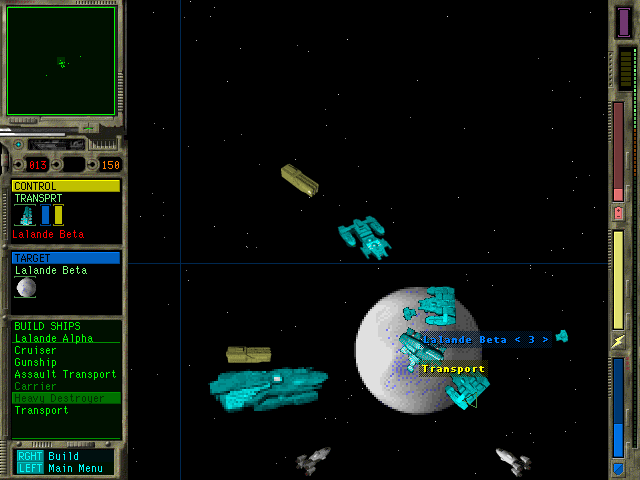 013 150
CONTROL
TRANSPRT
Lalande Beta
TARGET
Lalande Beta
BUILD SHIPS
Lalande Alpha
Cruiser
Gunship
Assault Transport
Carrier
Heavy Destroyer
Transport
RGHT Build
LEFT Main Menu
Lalande Beta < 3 >
Transport